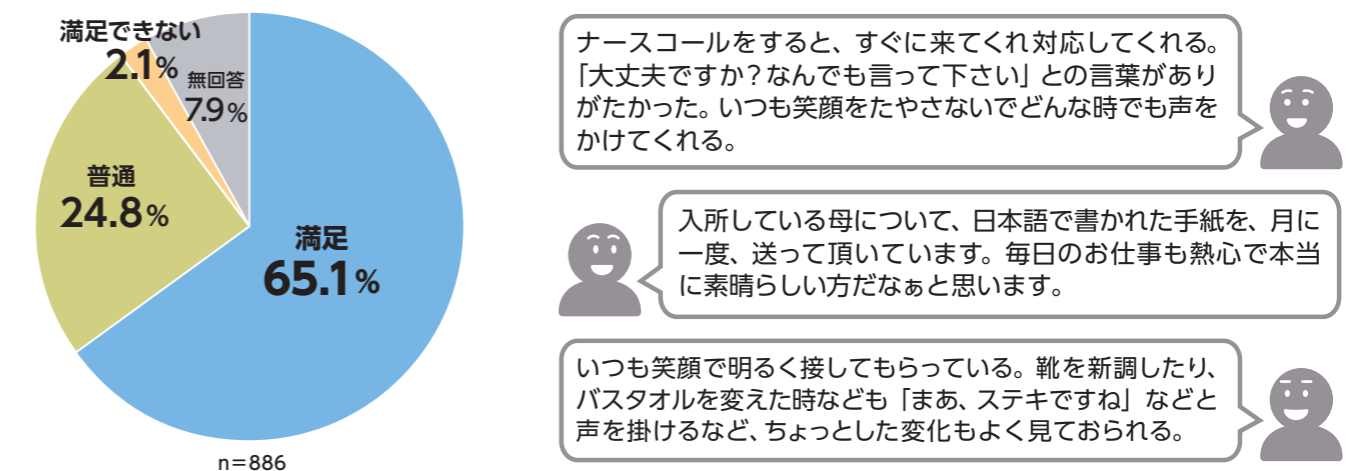 満足できない
2.1%
無回答
7.9%
普通
24.8%
満足
65.1%
n=886
ナースコールをすると、すぐに来てくれ対応してくれる。
「大丈夫ですか？なんでも言って下さい」との言葉があり
がたかった。いつも笑顔をたやさないでどんな時でも声を
かけてくれる。
入所している母について、日本語で書かれた手紙を、月に
一度、送って頂いています。毎日のお仕事も熱心で本当
に素晴らしい方だなぁと思います。
いつも笑顔で明るく接してもらっている。靴を新調したり、
バスタオルを変えた時なども「まあ、ステキですね」などと
声を掛けるなど、ちょっとした変化もよく見ておられる。